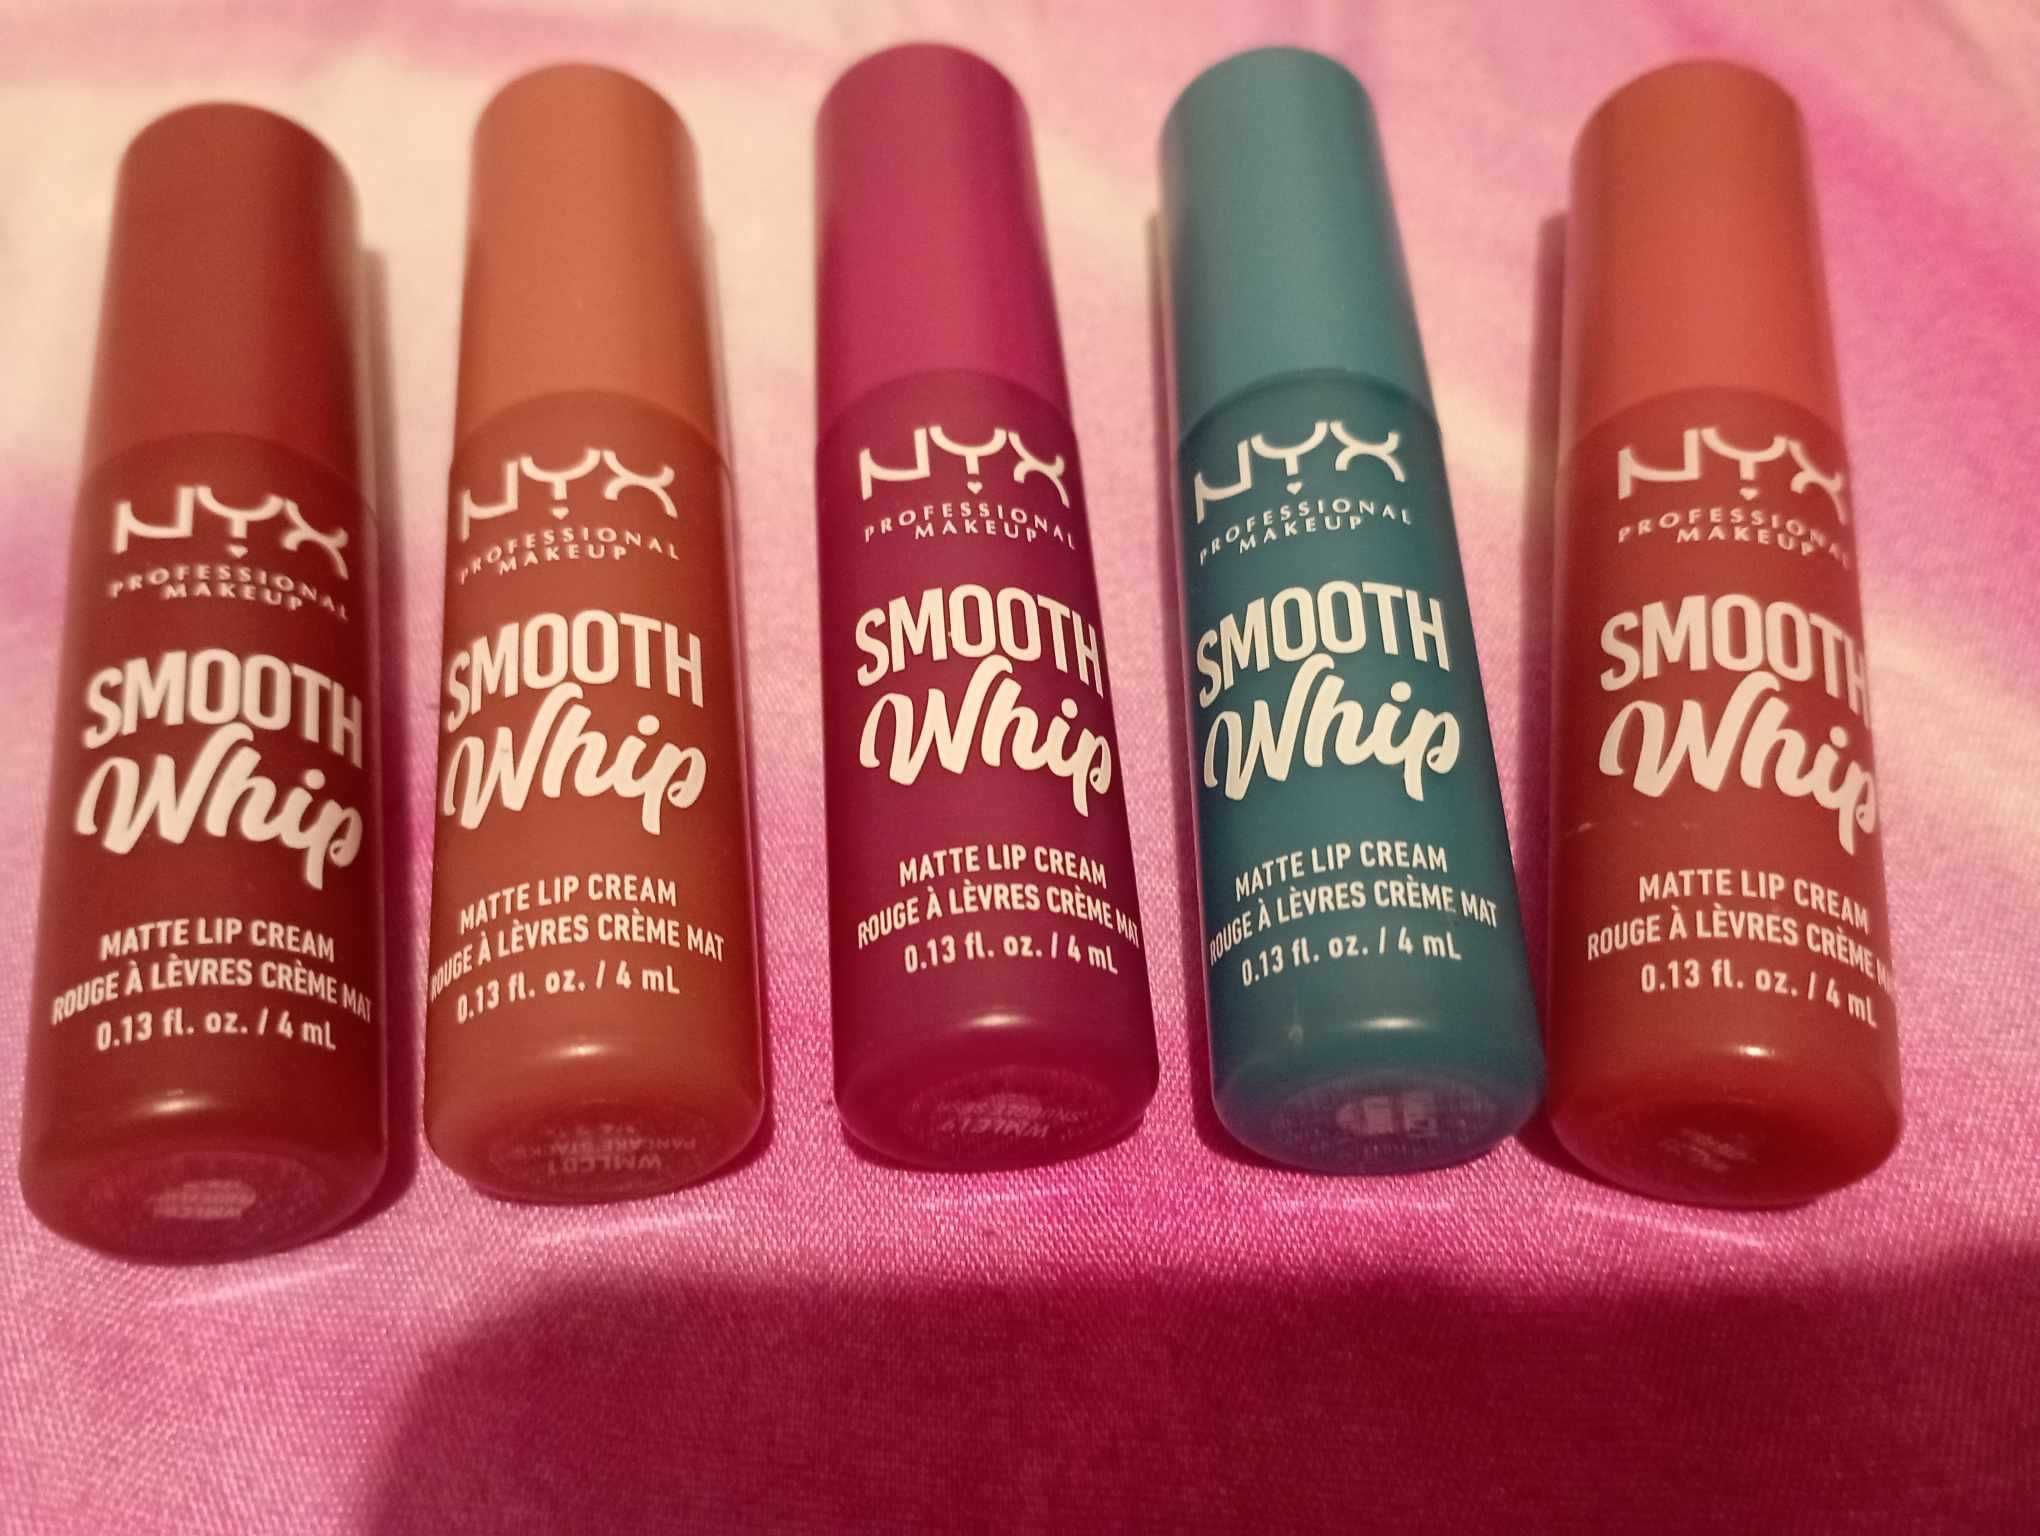 NYX
PROFESSIONAL
MAKEUP
SMOOTH
Whip
MATTE LIP CREAM
ROUGE À LÈVRES CRÈME MAT
0.13 fl. oz. / 4 mL
NYX
PROFESSIONAL
MAKEUP
SMOOTH
Whip
MATTE LIP CREAM
ROUGE À LÈVRES CRÈME MAT
0.13 fl. oz. / 4 mL
PANCAKE STACKS
WMLC01
NYX
PROFESSIONAL
MAKEUP
SMOOTH
Whip
MATTE LIP CREAM
ROUGE À LÈVRES CRÈME MAT
0.13 fl. oz. / 4 mL
NYX
PROFESSIONAL
MAKEUP
SMOOTH
Whip
MATTE LIP CREAM
ROUGE À LÈVRES CRÈME MAT
0.13 fl. oz. / 4 mL
NYX
PROFESSIONAL
MAKEUP
SMOOTH
Whip
MATTE LIP CREAM
ROUGE À LÈVRES CRÈME
0.13 fl. oz. / 4 mL